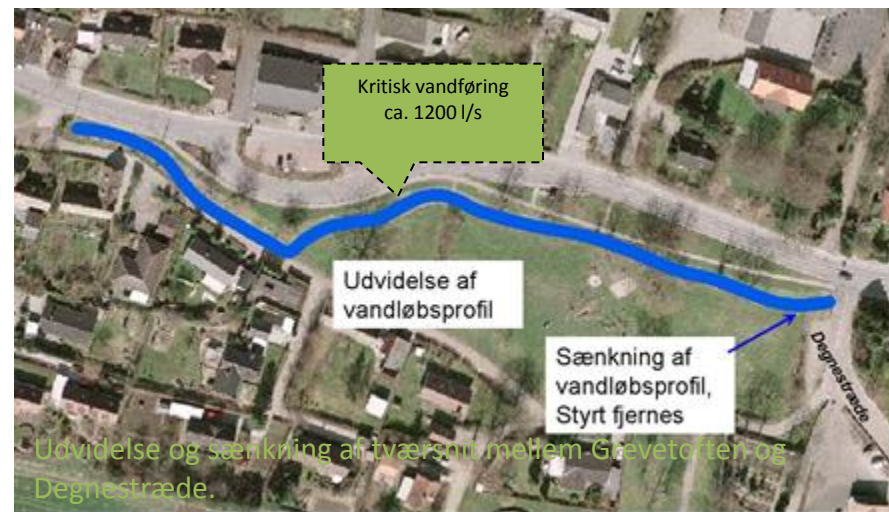 Kritisk vandføring
ca. 1200 l/s
Udvidelse af
vandløbsprofil
Sænkning af
vandløbsprofil,
Styrt fjernes
Degnestræde
Udvidelse og sænkning af tværsnit mellem Grevetoften og
Degnestræde.